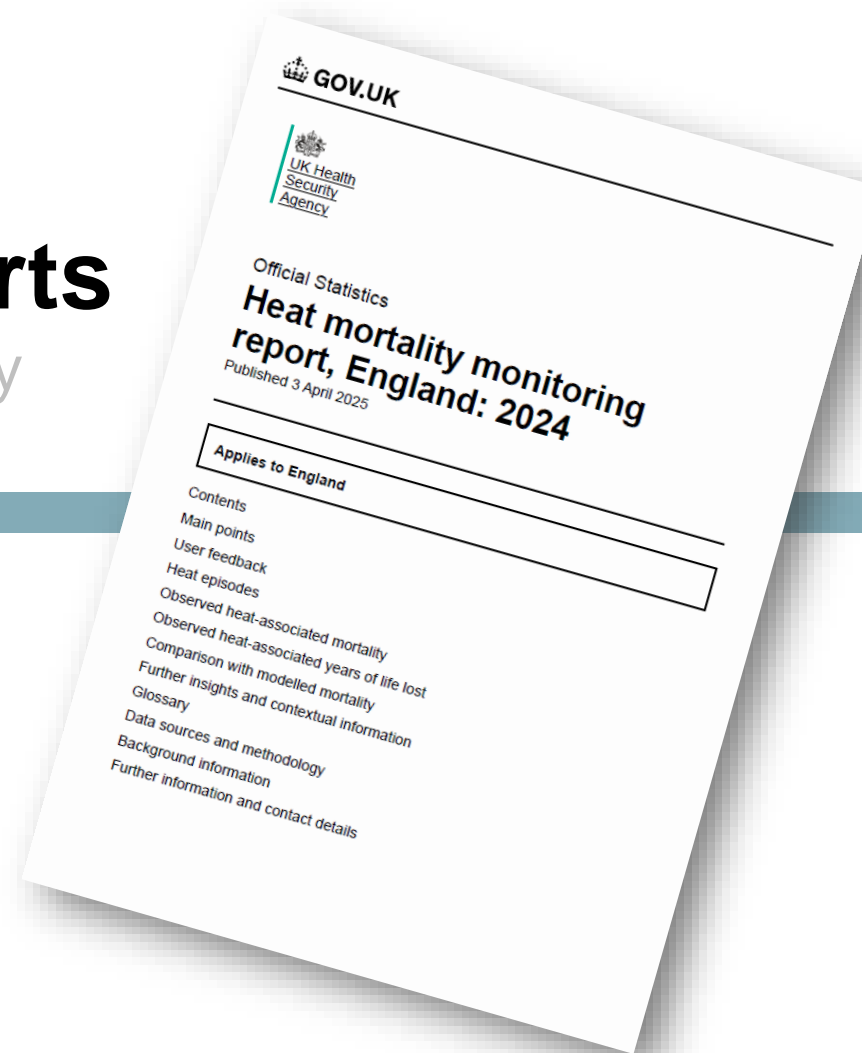 rts
y
GOV.UK
UK Health
Security
Agency
Official Statistics
Heat mortality monitoring
report, England: 2024
Published 3 April 2025
Applies to England
Contents
Main points
User feedback
Heat episodes
Observed heat-associated mortality
Observed heat-associated years of life lost
Comparison with modelled mortality
Further insights and contextual information
Glossary
Data sources and methodology
Background information
Further information and contact details